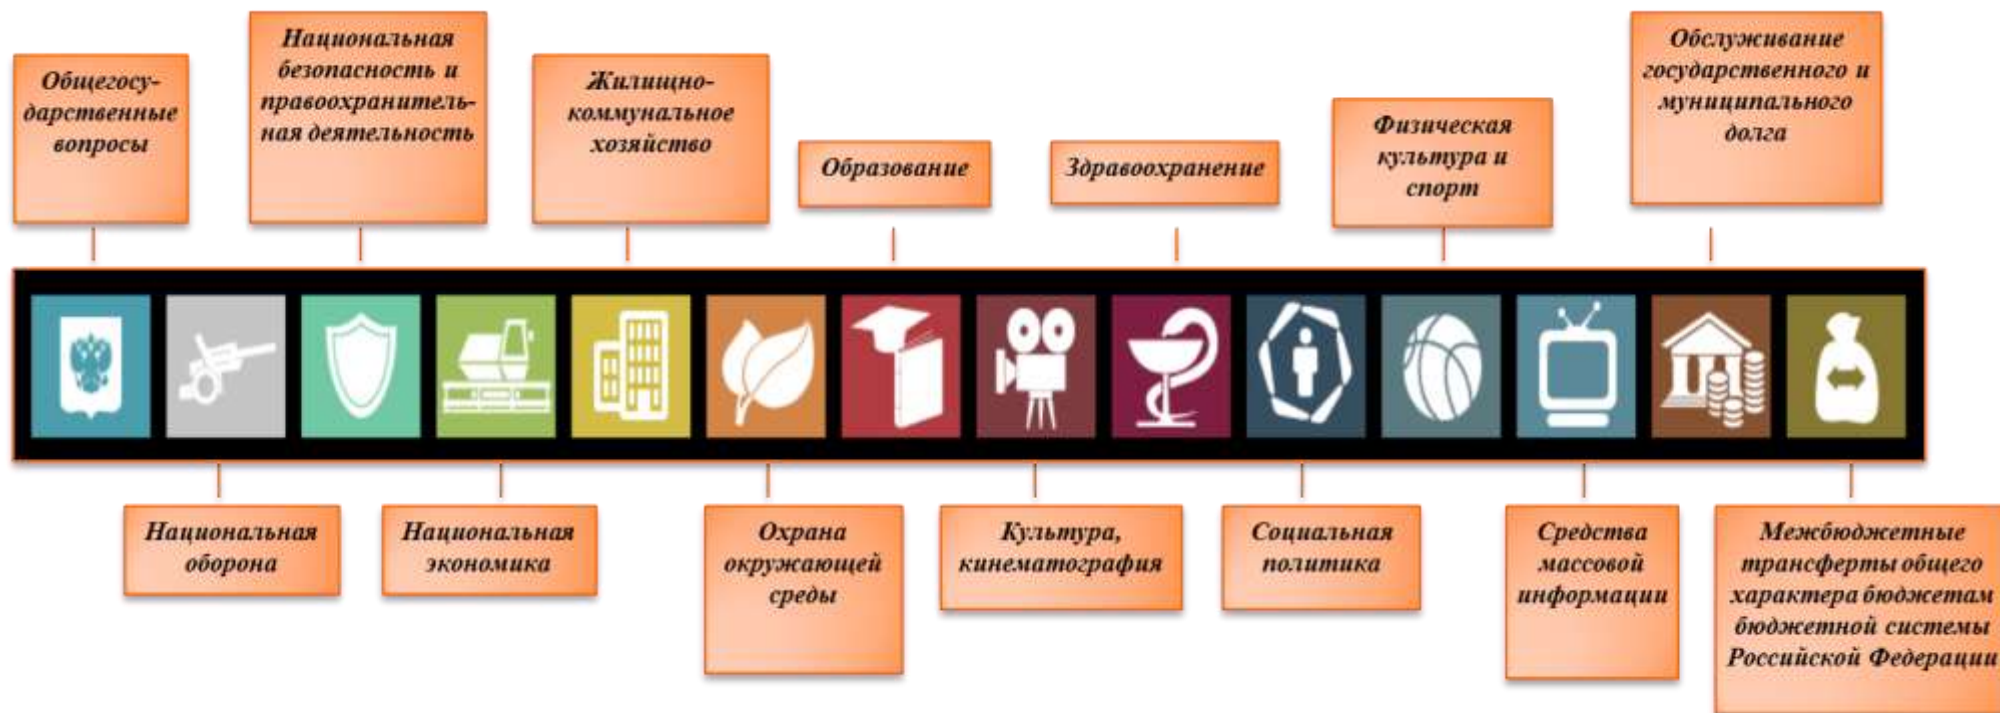 Общегосу-
дарственные
вопросы
Национальная
безопасность и
правоохранитель-
ная деятельность
Жилищно-
коммунальное
хозяйство
Образование
Здравоохранение
Физическая
культура и
спорт
Обслуживание
государственного и
муниципального
долга
Национальная
оборона
Национальная
экономика
Охрана
окружающей
среды
Культура,
кинематография
Социальная
политика
Средства
массовой
информации
Межбюджетные
трансферты общего
характера бюджетам
бюджетной системы
Российской Федерации